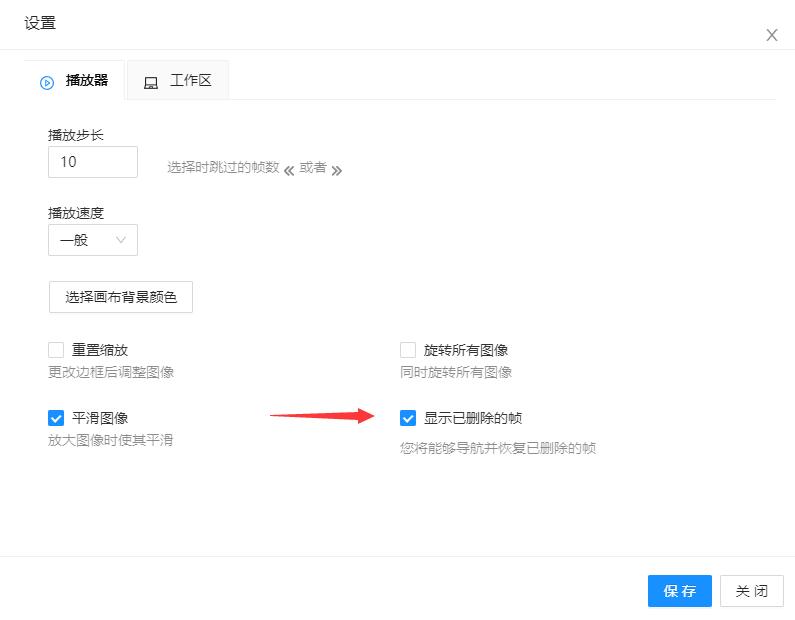 设置
播放器
工作区
播放步长
10
选择时跳过的帧数 « 或者 »
播放速度
一般
选择画布背景颜色
重置缩放
更改边框后调整图像
旋转所有图像
同时旋转所有图像
平滑图像
放大图像时使其平滑
显示已删除的帧
您将能够导航并恢复已删除的帧
保 存
关 闭